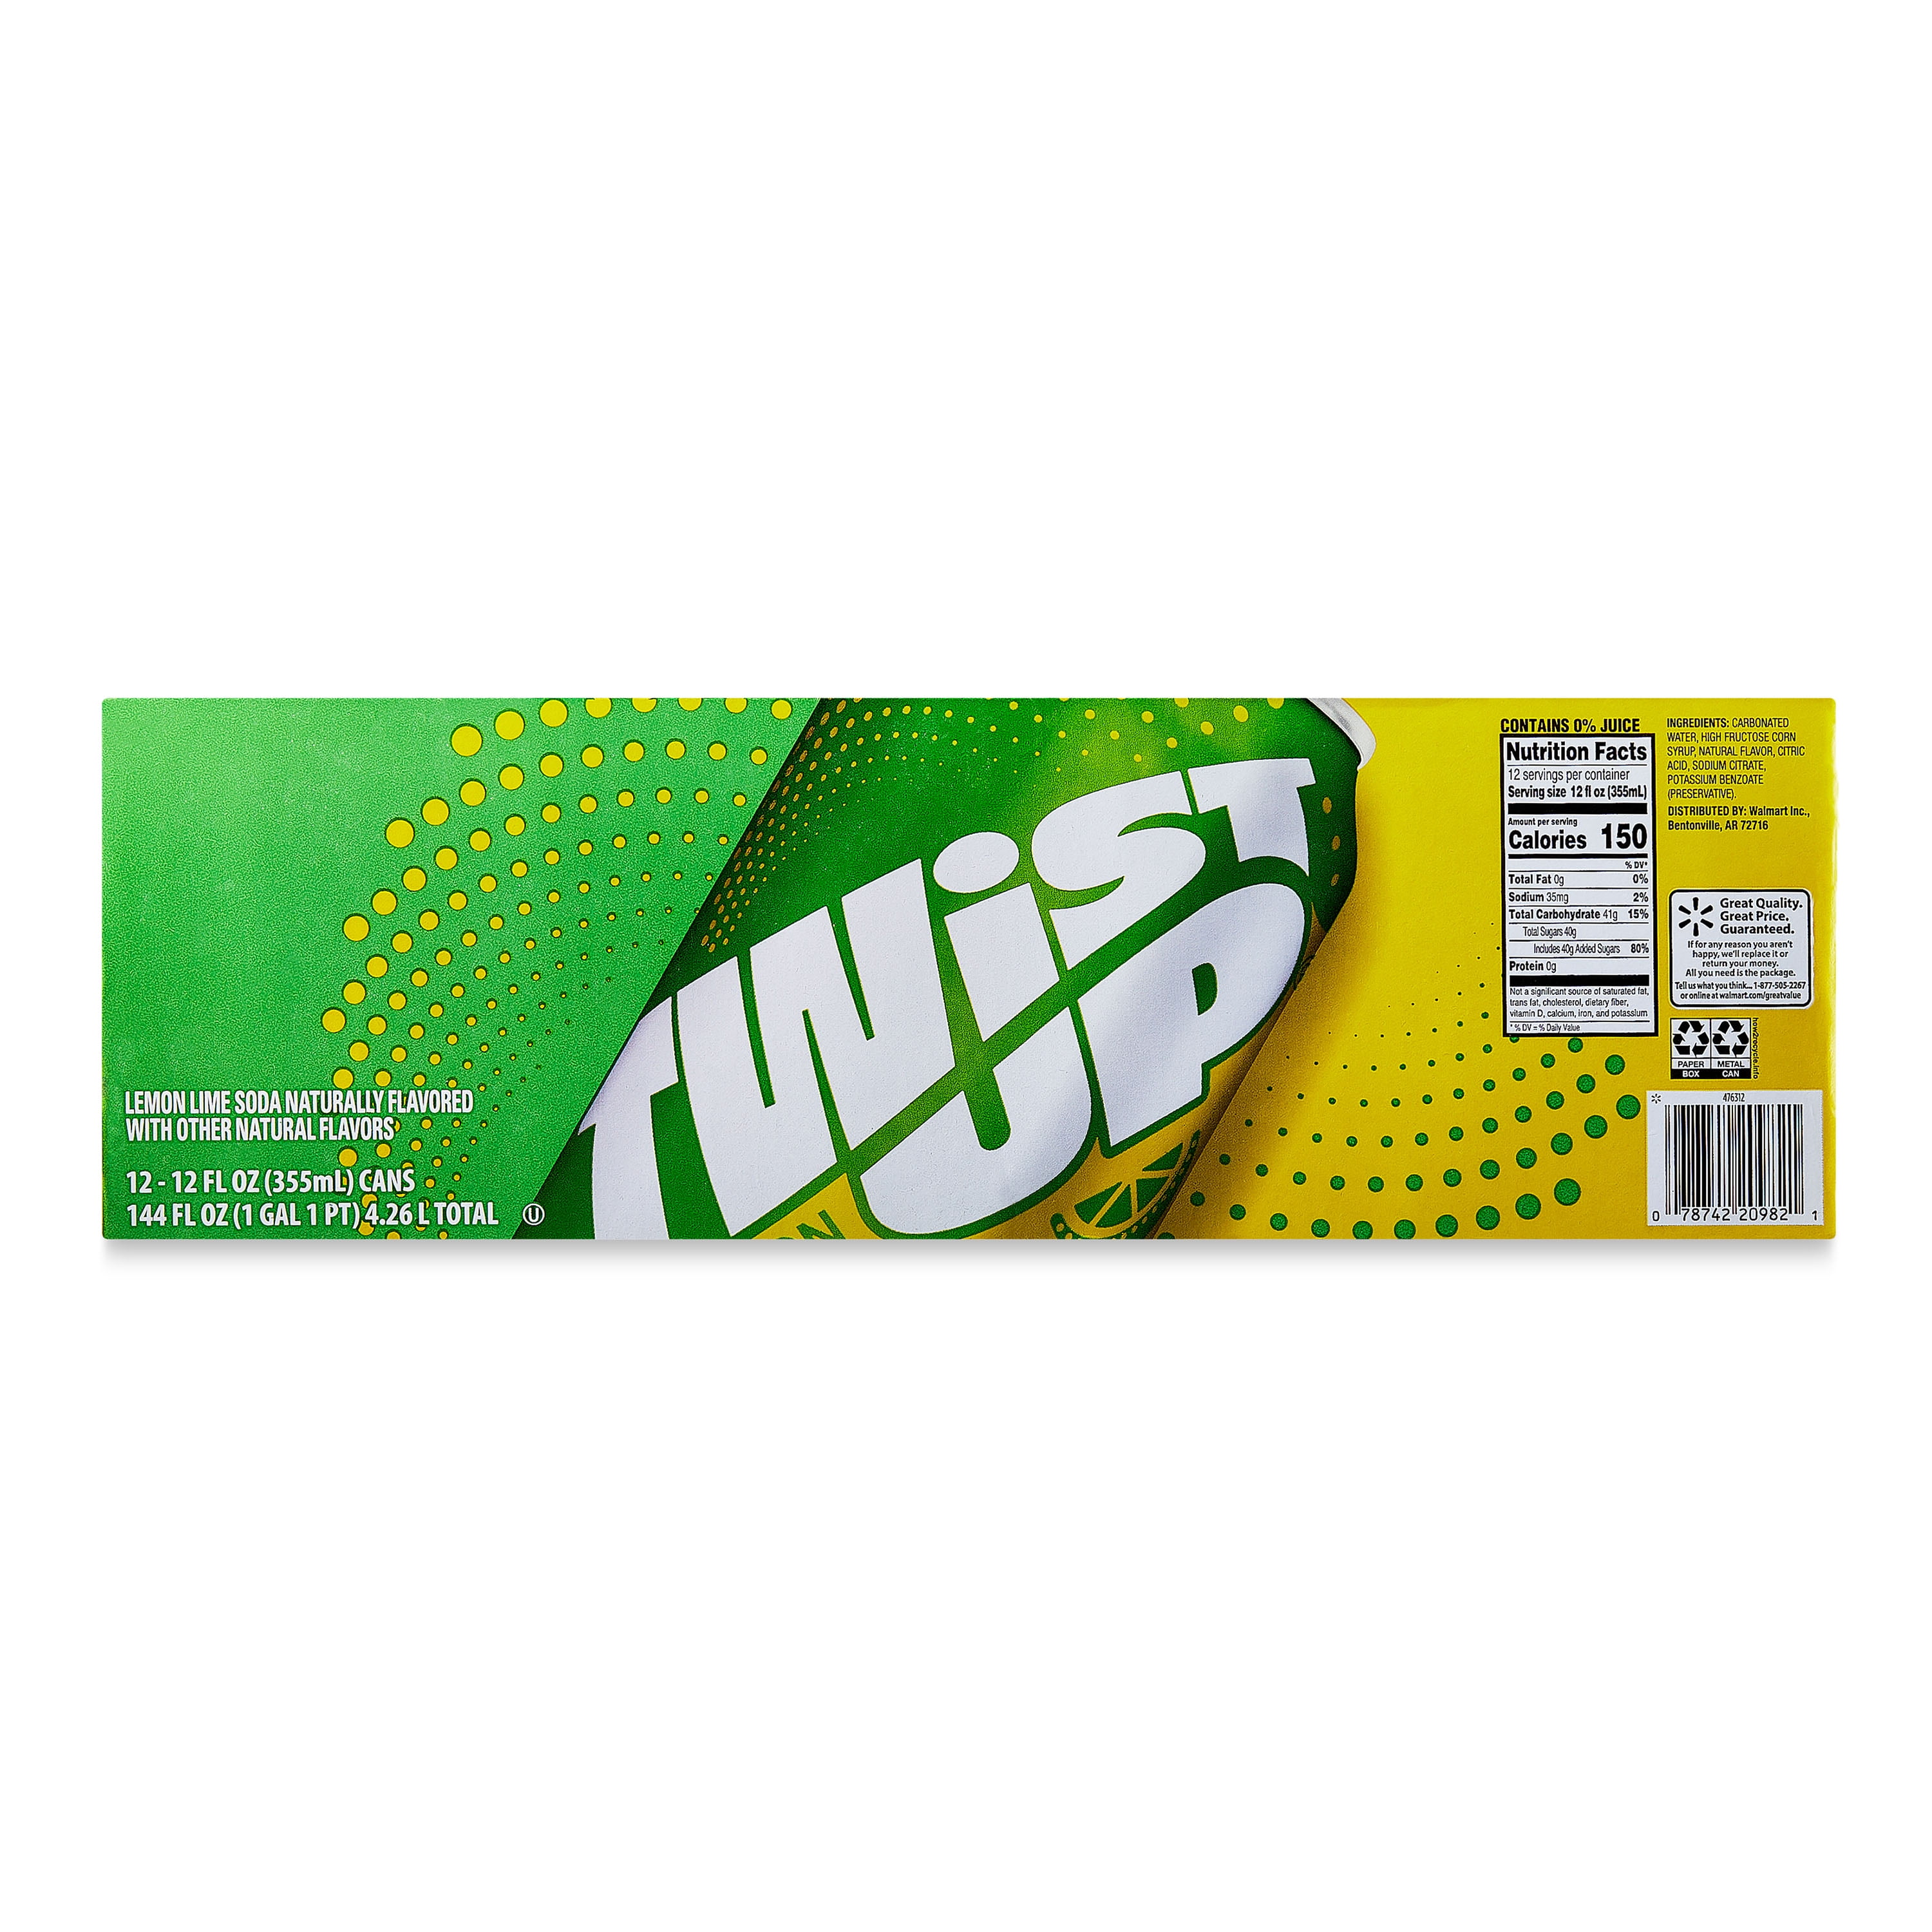 LEMON LIME SODA NATURALLY FLAVORED
WITH OTHER NATURAL FLAVORS
12 - 12 FL OZ (355mL) CANS
144 FL OZ (1 GAL 1 PT) 4.26 L TOTAL
U
TWiST
UP
CONTAINS 0% JUICE
Nutrition Facts
12 servings per container
Serving size 12 fl oz (355mL)
Amount per serving
Calories 150
% DV*
Total Fat 0g 0%
Sodium 35mg 2%
Total Carbohydrate 41g 15%
Total Sugars 40g
Includes 40g Added Sugars 80%
Protein 0g
Not a significant source of saturated fat,
trans fat, cholesterol, dietary fiber,
vitamin D, calcium, iron, and potassium
* % DV = % Daily Value
INGREDIENTS: CARBONATED
WATER, HIGH FRUCTOSE CORN
SYRUP, NATURAL FLAVOR, CITRIC
ACID, SODIUM CITRATE,
POTASSIUM BENZOATE
(PRESERVATIVE).
DISTRIBUTED BY: Walmart Inc.,
Bentonville, AR 72716
Great Quality.
Great Price.
Guaranteed.
If for any reason you aren't
happy, we'll replace it or
return your money.
All you need is the package.
Tell us what you think... 1-877-505-2267
or online at walmart.com/greatvalue
PAPER METAL
BOX CAN
how2recycle.info
476312
0 78742 20982 1